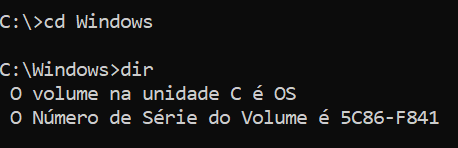 C:\>cd Windows
C:\Windows>dir
O volume na unidade C é OS
O Número de Série do Volume é 5C86-F841